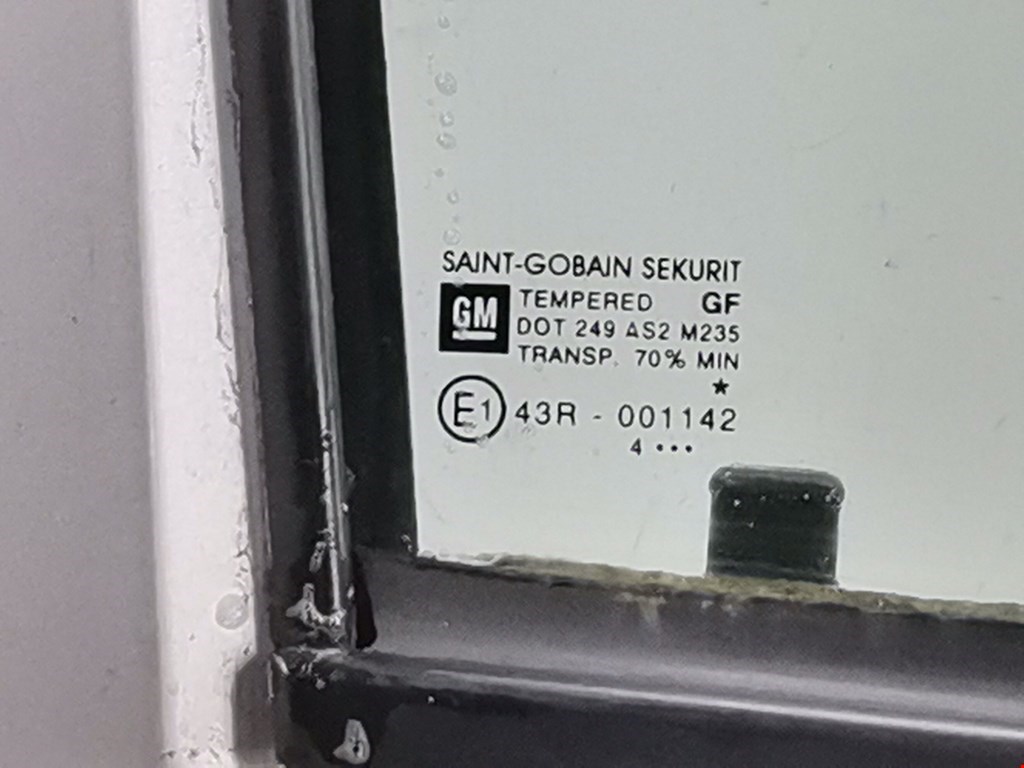 SAINT-GOBAIN SEKURIT
GM TEMPERED GF
DOT 249 AS2 M235
TRANSP. 70% MIN
E1 43R - 001142
4 •••